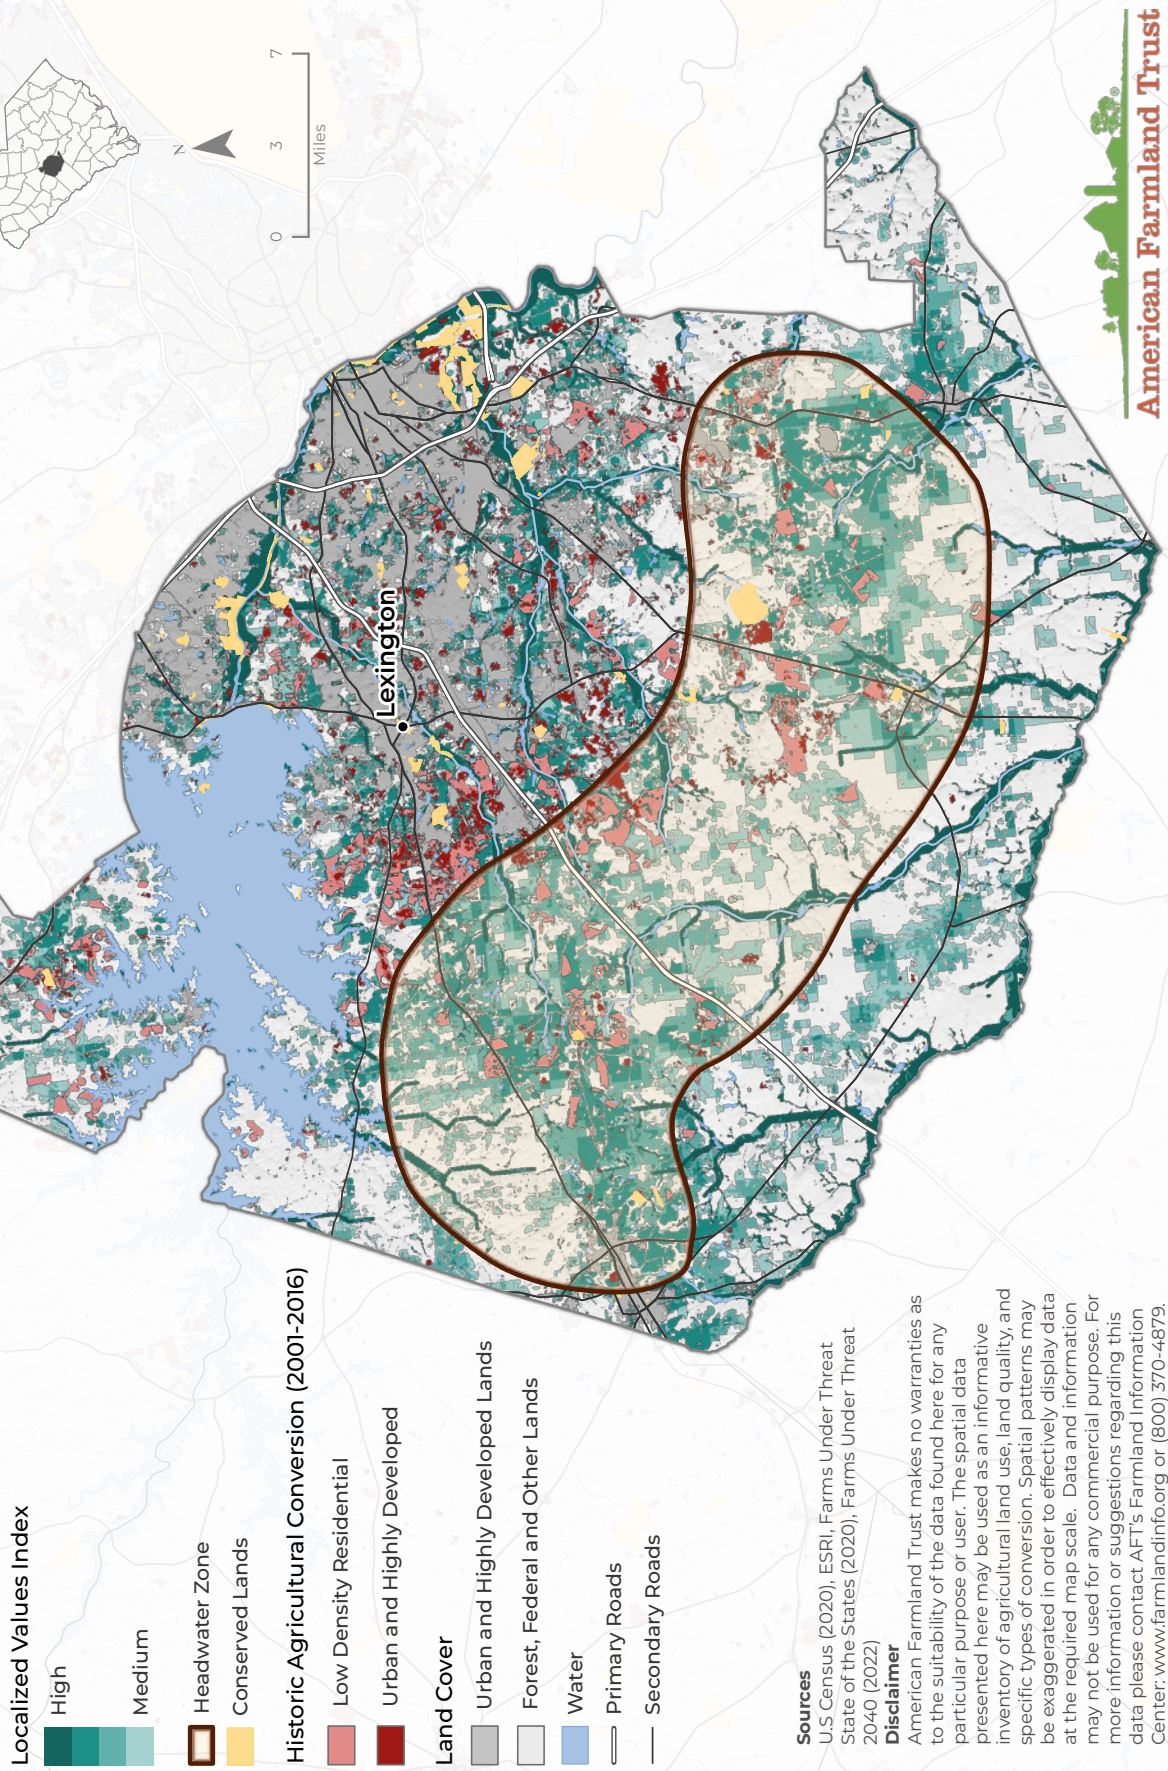 Localized Values Index
High
Medium
Headwater Zone
Conserved Lands
Historic Agricultural Conversion (2001-2016)
Low Density Residential
Urban and Highly Developed
Land Cover
Urban and Highly Developed Lands
Forest, Federal and Other Lands
Water
Primary Roads
Secondary Roads
Sources
U.S Census (2020), ESRI, Farms Under Threat
State of the States (2020), Farms Under Threat
2040 (2022)
Disclaimer
American Farmland Trust makes no warranties as
to the suitability of the data found here for any
particular purpose or user. The spatial data
presented here may be used as an informative
inventory of agricultural land use, land quality, and
specific types of conversion. Spatial patterns may
be exaggerated in order to effectively display data
at the required map scale. Data and information
may not be used for any commercial purpose. For
more information or suggestions regarding this
data please contact AFT's Farmland Information
Center: www.farmlandinfo.org or (800) 370-4879.
Lexington
N
0 3 7
Miles
American Farmland Trust
®